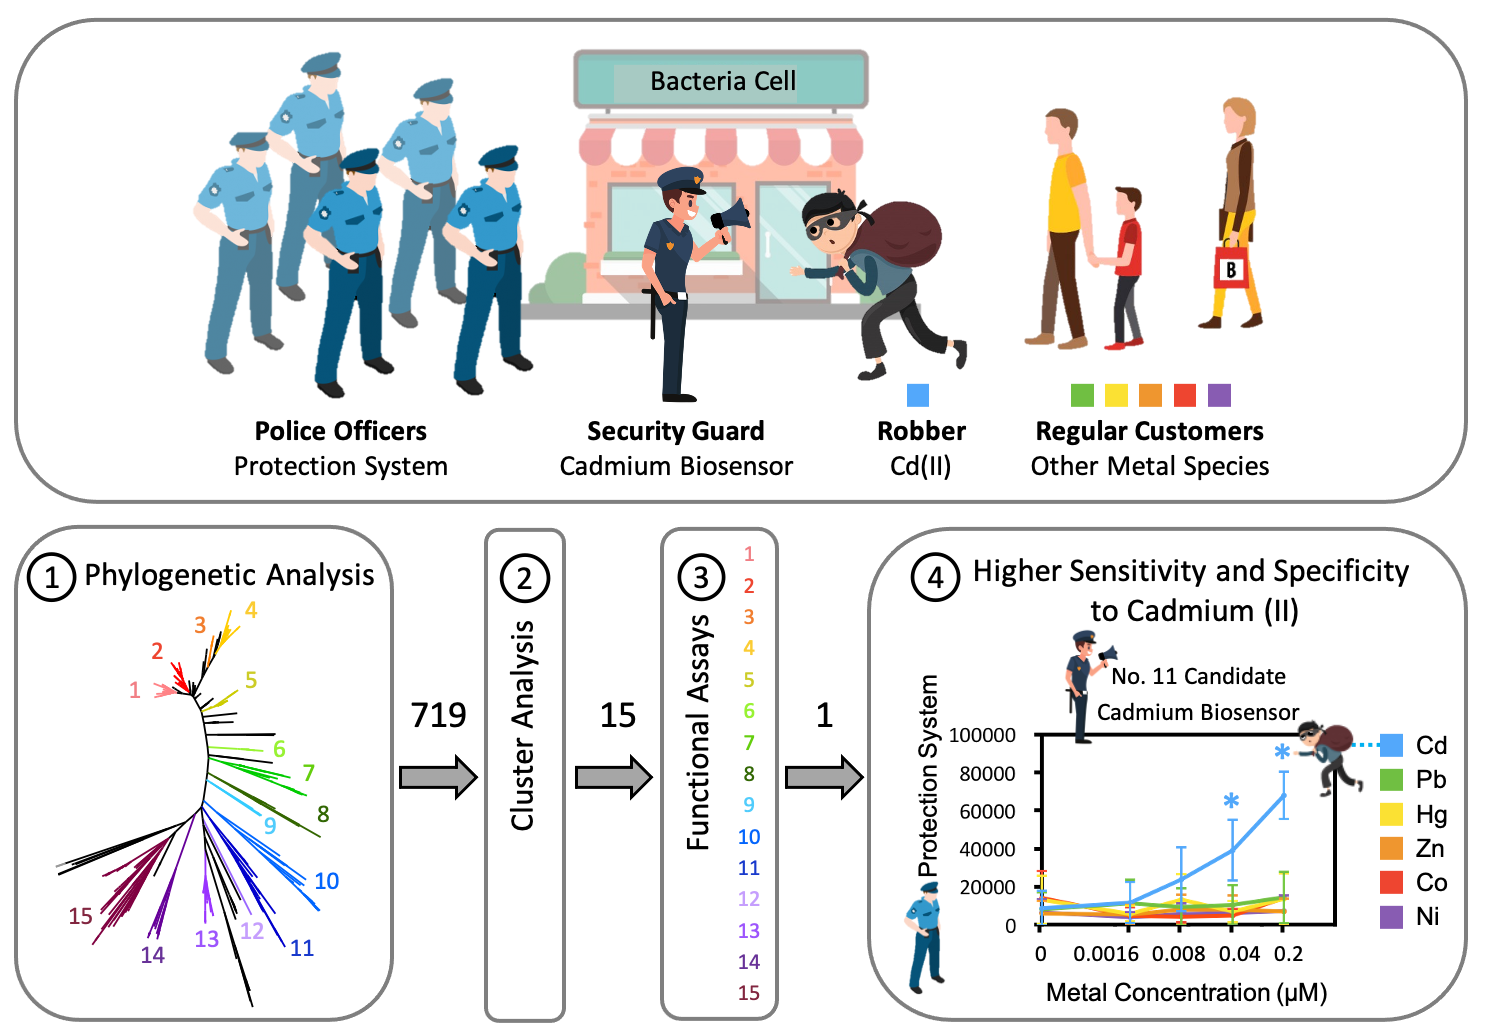 Bacteria Cell
B
Police Officers
Protection System
Security Guard
Cadmium Biosensor
Robber
Cd(II)
Regular Customers
Other Metal Species
1 Phylogenetic Analysis
1
2
3
4
5
6
7
8
9
10
11
12
13
14
15
719
2
Cluster Analysis
15
3
Functional Assays
1
2
3
4
5
6
7
8
9
10
11
12
13
14
15
1
4 Higher Sensitivity and Specificity
to Cadmium (II)
No. 11 Candidate
Cadmium Biosensor
Protection System
100000
80000
60000
40000
20000
0
*
*
0 0.0016 0.008 0.04 0.2
Metal Concentration (µM)
Cd
Pb
Hg
Zn
Co
Ni